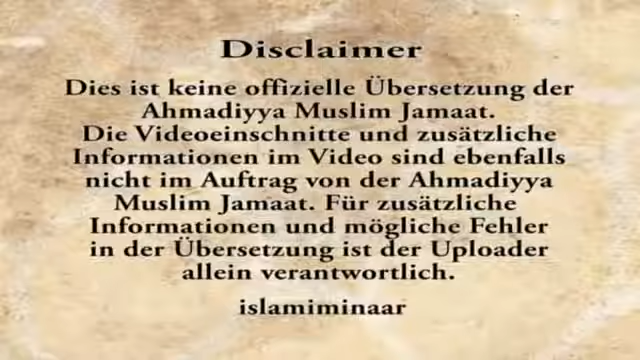 Disclaimer
Dies ist keine offizielle Übersetzung der
Ahmadiyya Muslim Jamaat.
Die Videoeinschnitte und zusätzliche
Informationen im Video sind ebenfalls
nicht im Auftrag von der Ahmadiyya
Muslim Jamaat. Für zusätzliche
Informationen und mögliche Fehler
in der Übersetzung ist der Uploader
allein verantwortlich.
islamiminaar